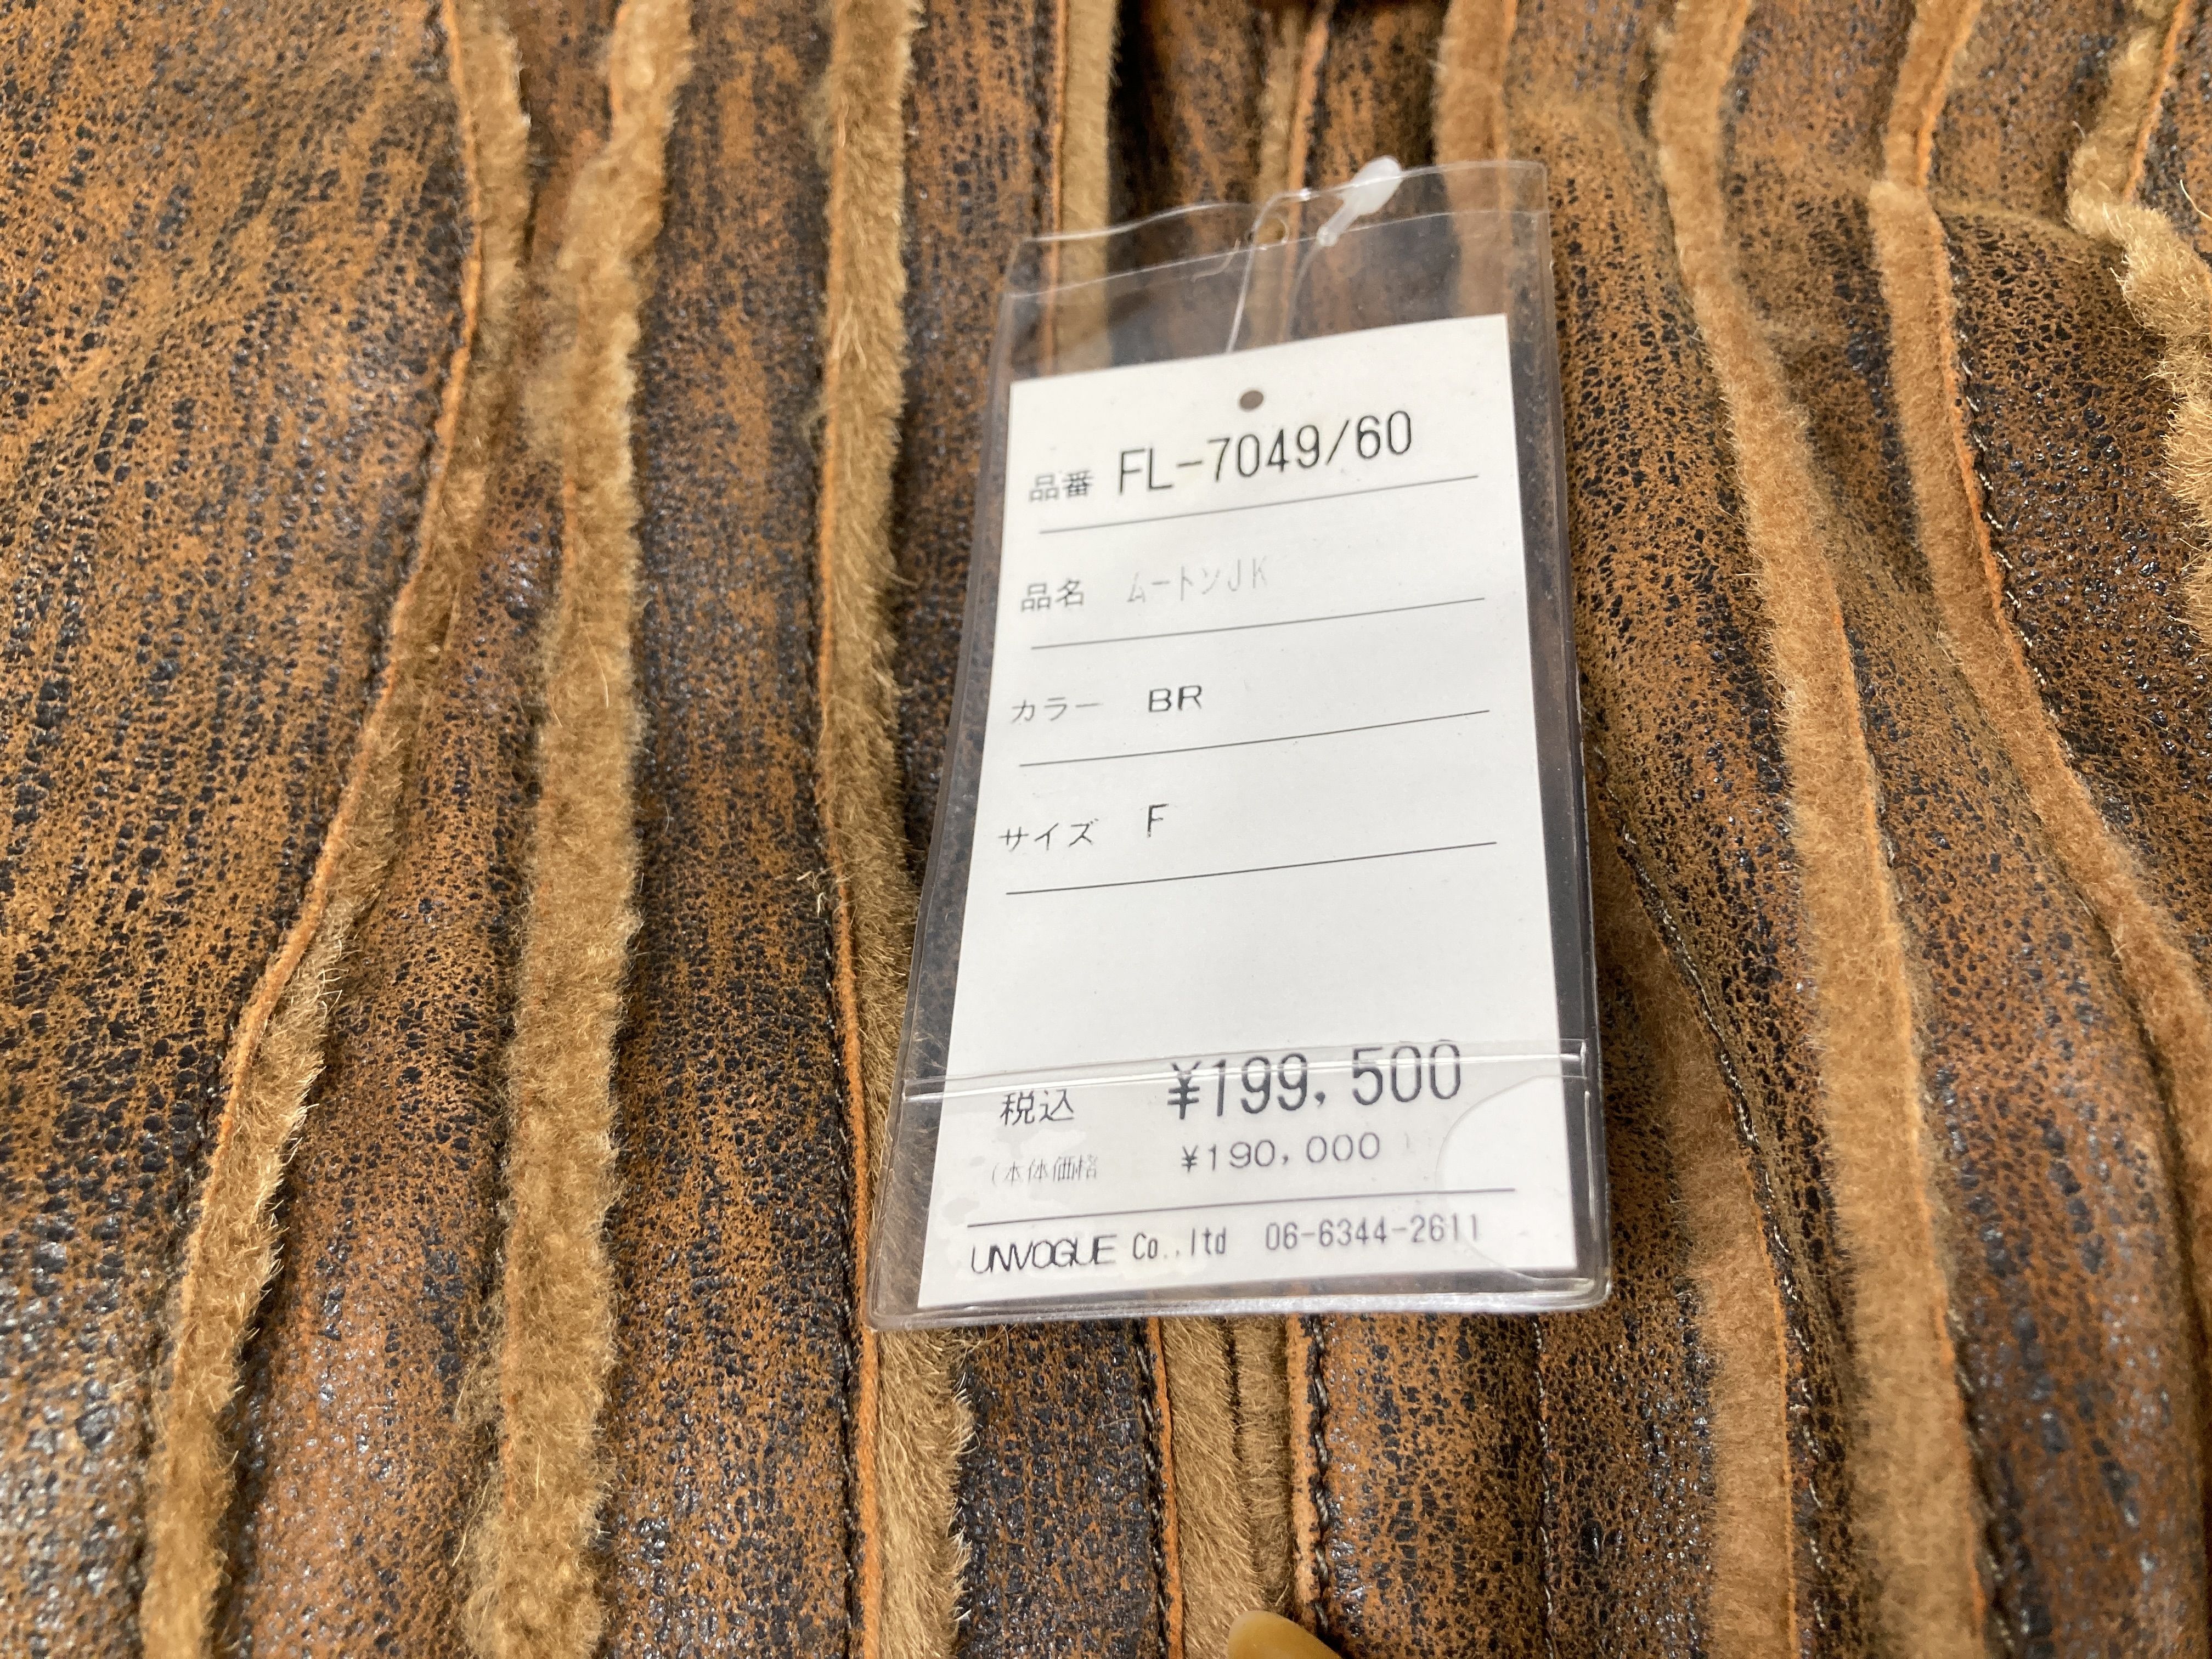 品番 FL-7049/60
品名 ムートンJK
カラー BR
サイズ F
税込 ¥199,500
(本体価格 ¥190,000
UNVOGUE Co.,ltd 06-6344-2611